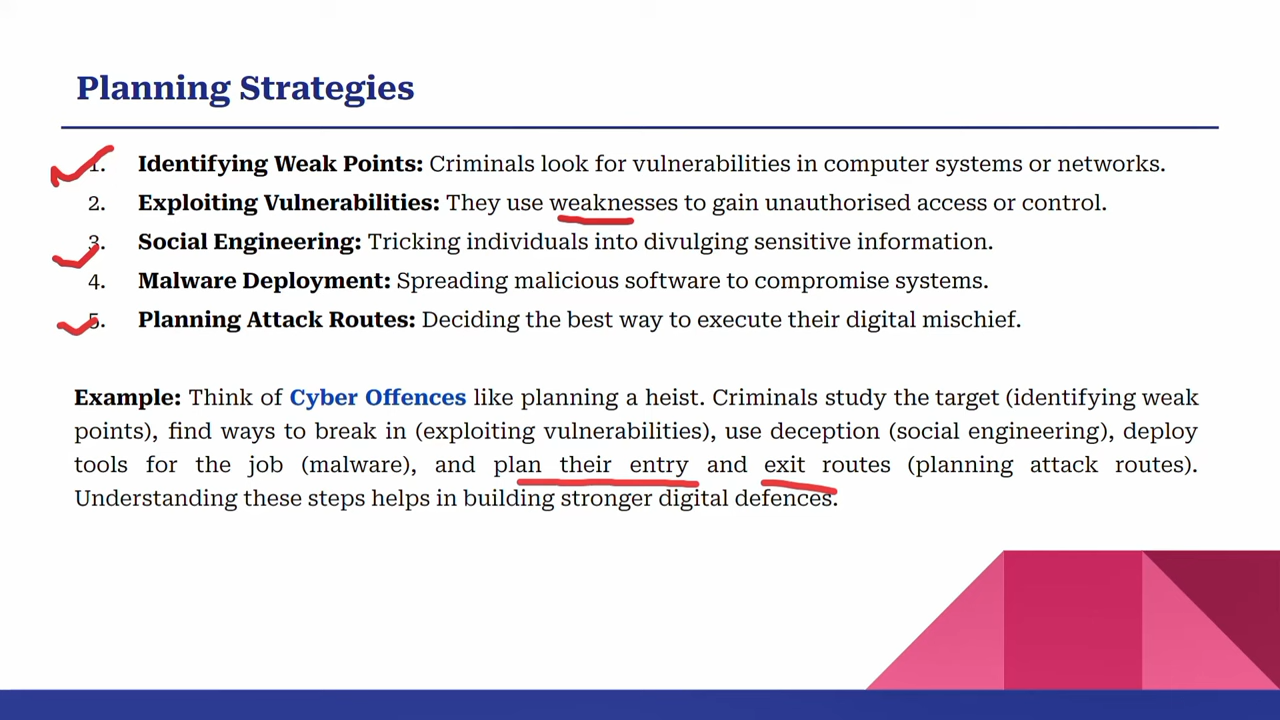 Planning Strategies
1. Identifying Weak Points: Criminals look for vulnerabilities in computer systems or networks.
2. Exploiting Vulnerabilities: They use weaknesses to gain unauthorised access or control.
3. Social Engineering: Tricking individuals into divulging sensitive information.
4. Malware Deployment: Spreading malicious software to compromise systems.
5. Planning Attack Routes: Deciding the best way to execute their digital mischief.
Example: Think of Cyber Offences like planning a heist. Criminals study the target (identifying weak
points), find ways to break in (exploiting vulnerabilities), use deception (social engineering), deploy
tools for the job (malware), and plan their entry and exit routes (planning attack routes).
Understanding these steps helps in building stronger digital defences.